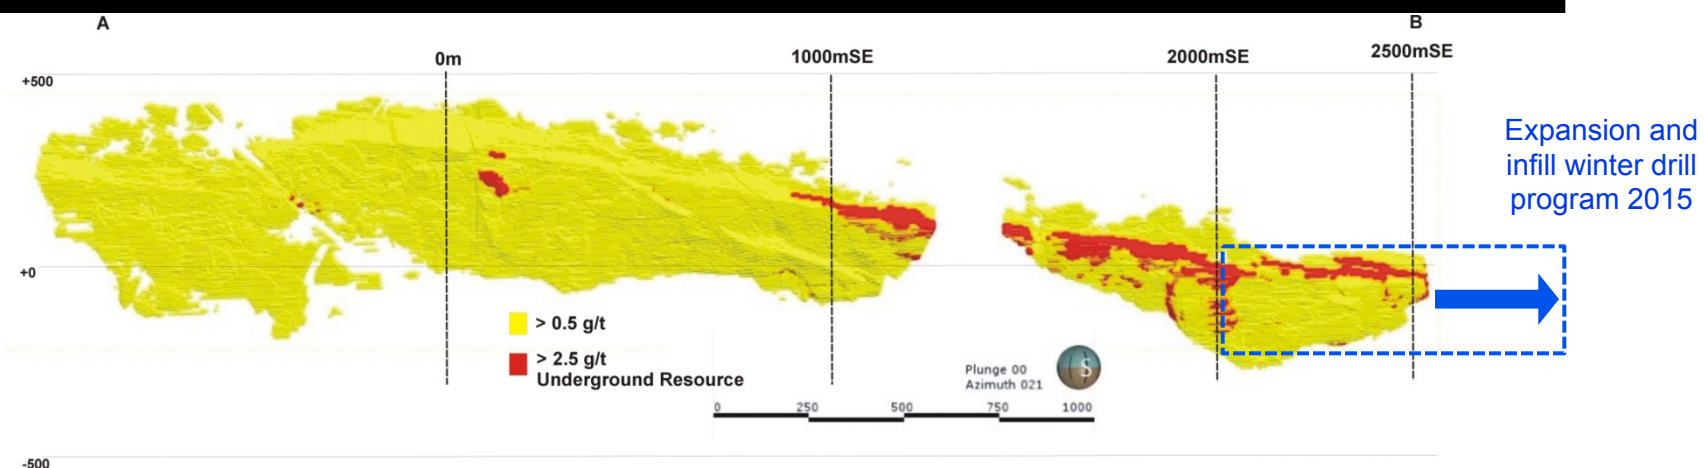 A
B
0m
1000mSE
2000mSE
2500mSE
+500
Expansion and
infill winter drill
program 2015
+0
> 0.5 g/t
> 2.5 g/t
Underground Resource
Plunge 00
Azimuth 021
S
0 250 500 750 1000
-500